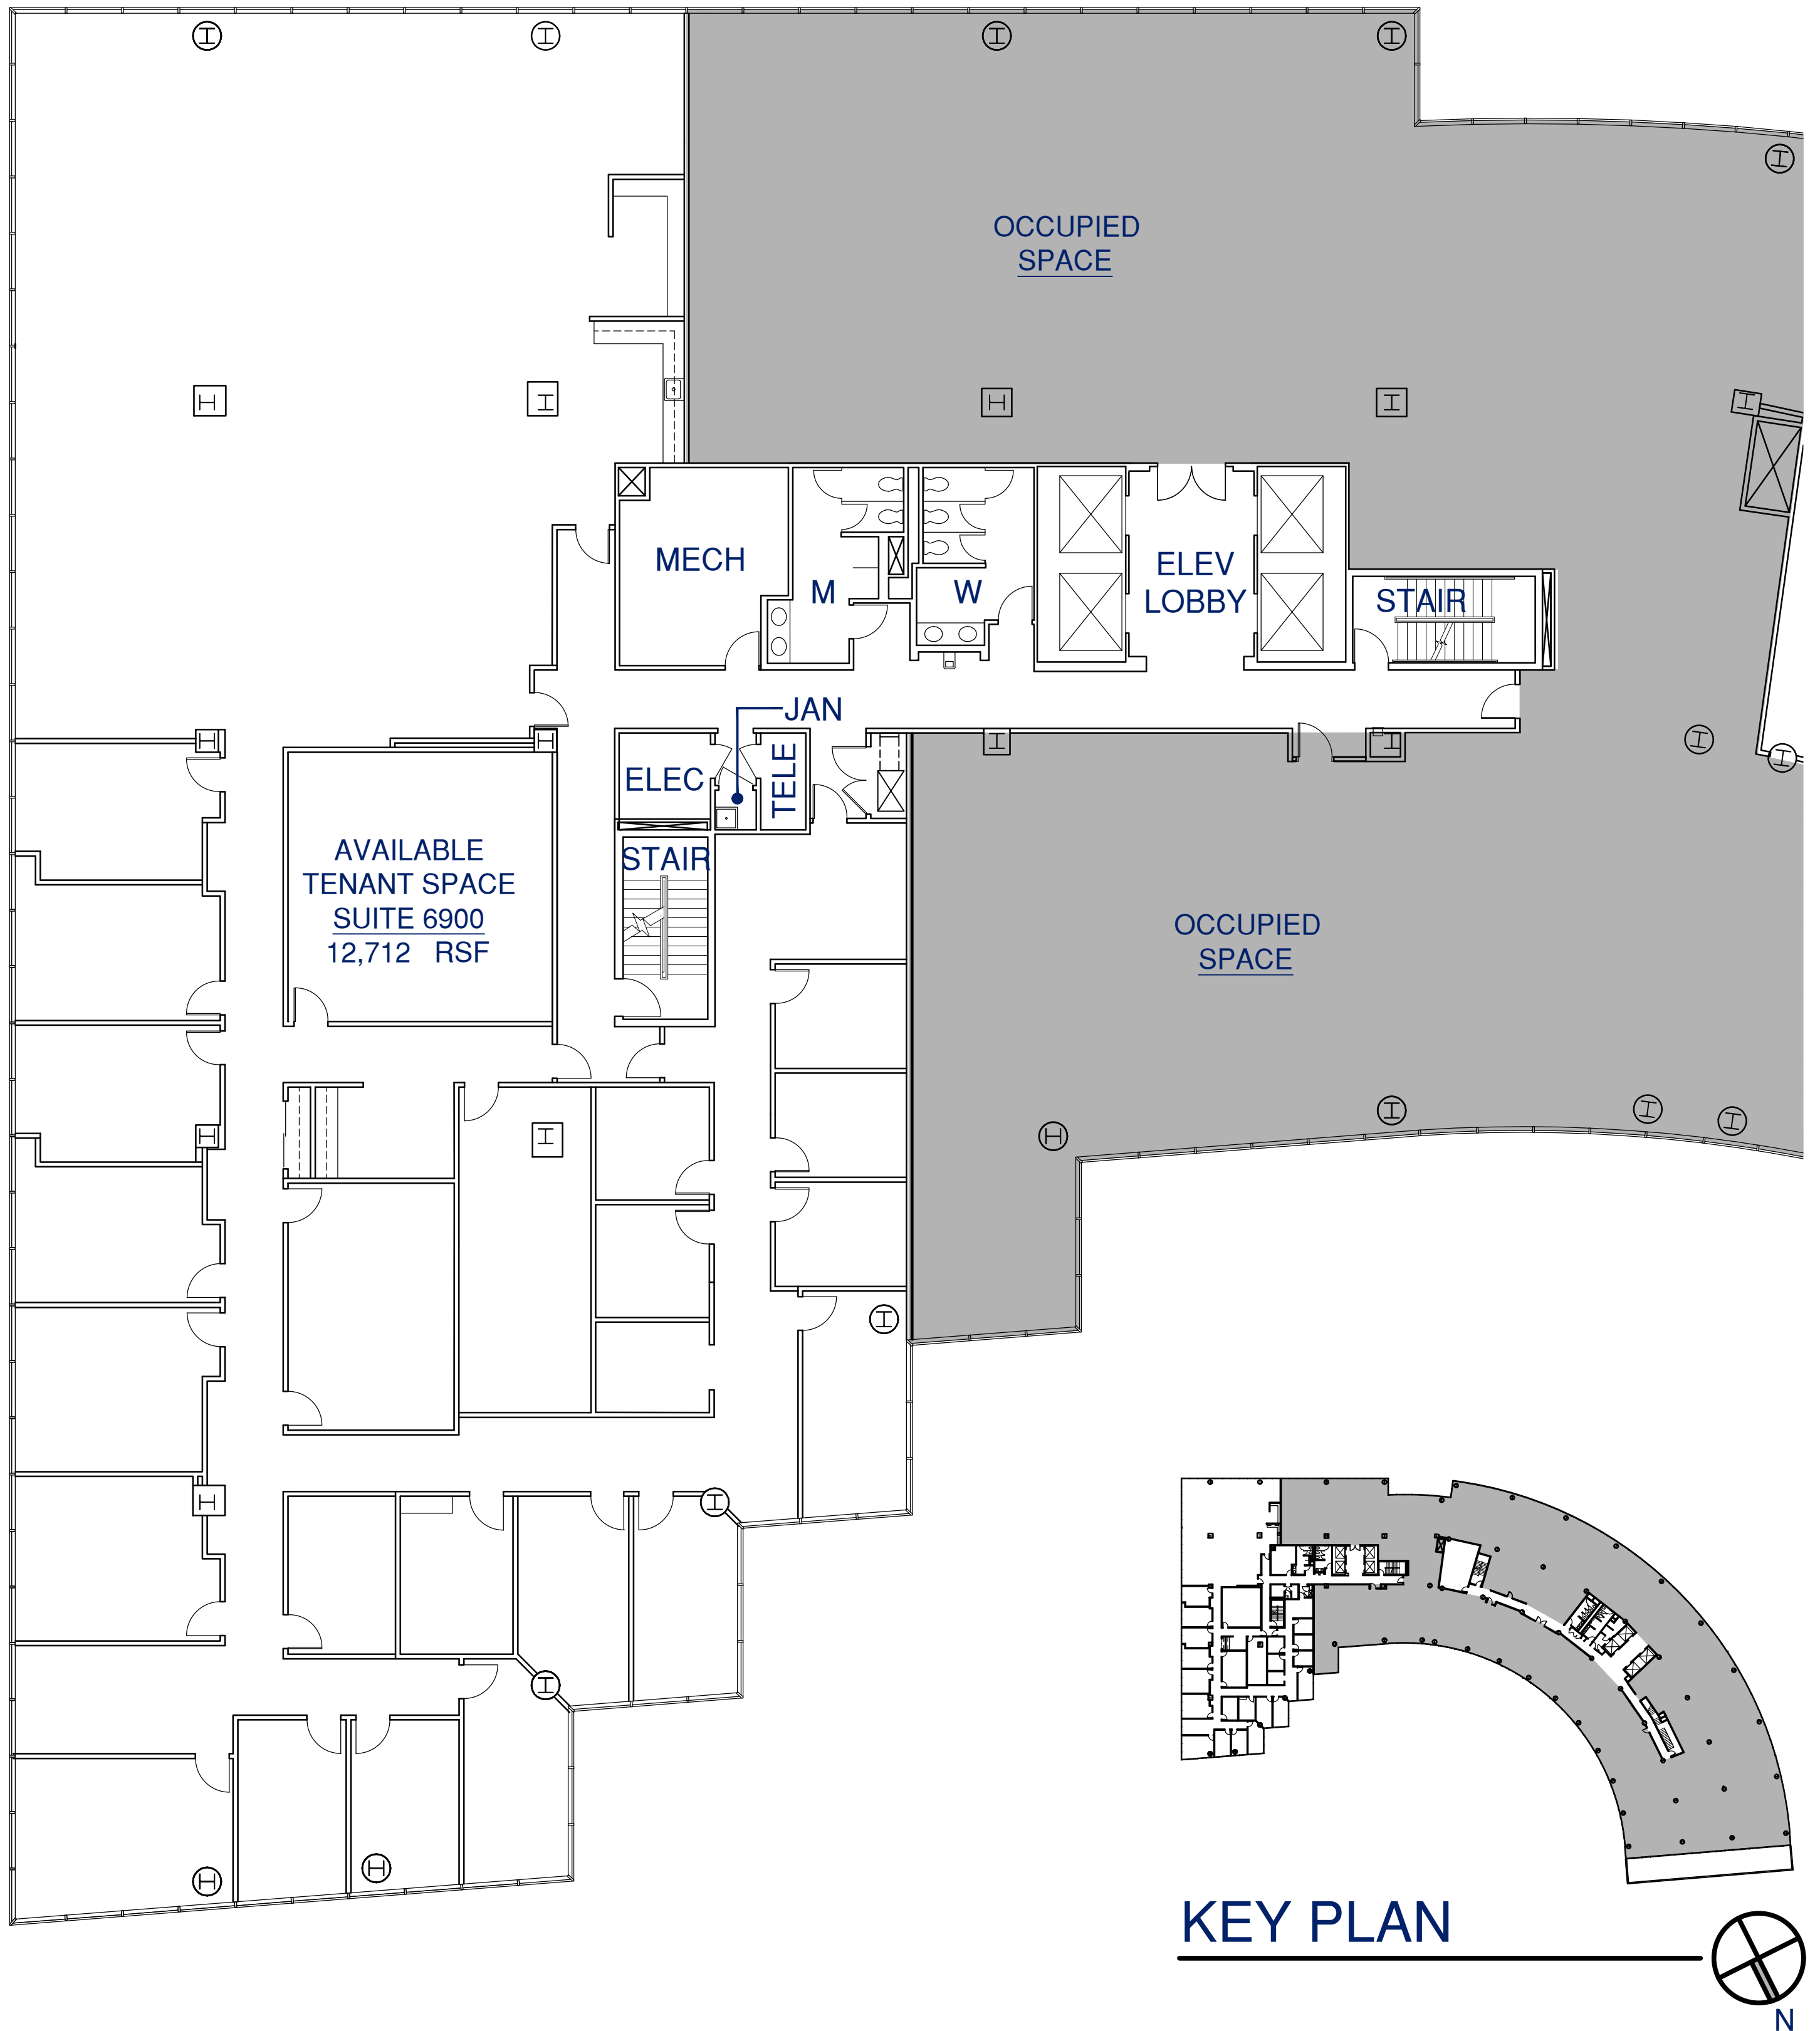 OCCUPIED
SPACE
MECH
M
W
ELEV
LOBBY
STAIR
JAN
ELEC
TELE
STAIR
AVAILABLE
TENANT SPACE
SUITE 6900
12,712 RSF
OCCUPIED
SPACE
KEY PLAN
N